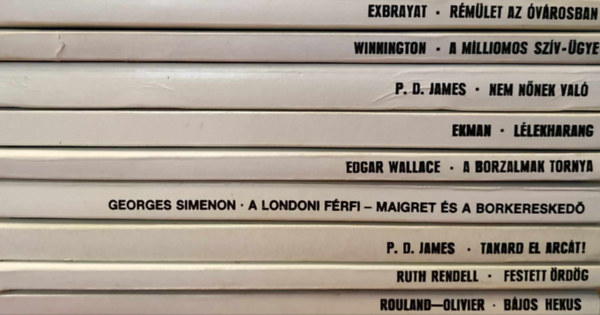 EXBRAYAT · RÉMÜLET AZ ÓVÁROSBAN
WINNINGTON · A MILLIOMOS SZÍV-ÜGYE
P. D. JAMES · NEM NŐNEK VALÓ
EKMAN · LÉLEKHARANG
EDGAR WALLACE · A BORZALMAK TORNYA
GEORGES SIMENON · A LONDONI FÉRFI – MAIGRET ÉS A BORKERESKEDŐ
P. D. JAMES · TAKARD EL ARCÁT!
RUTH RENDELL · FESTETT ÖRDÖG
ROULAND—OLIVIER · BÁJOS HEKUS